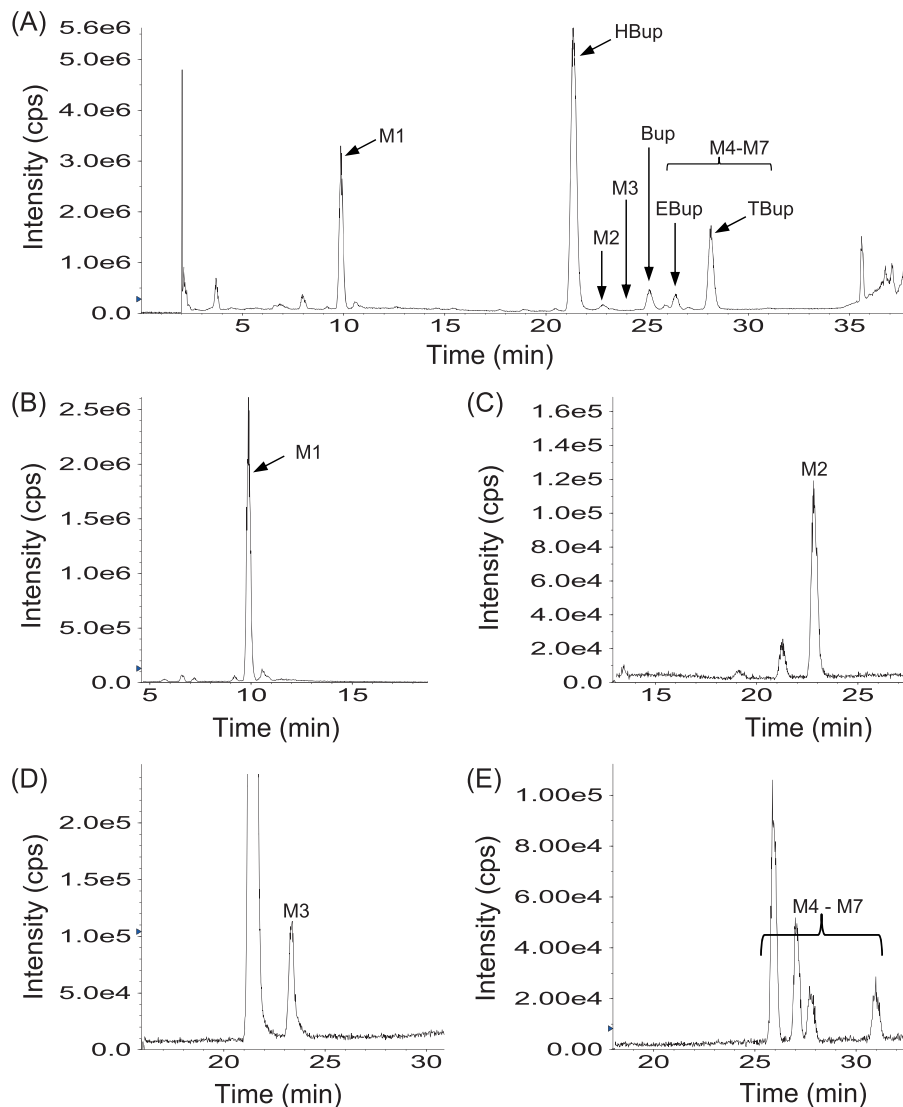 (A)
5.6e6
5.0e6
4.0e6
3.0e6
2.0e6
1.0e6
0.0
Intensity (cps)
HBup
M1
M2
M3
Bup
EBup
M4-M7
TBup
5 10 15 20 25 30 35
Time (min)
(B)
2.5e6
2.0e6
1.5e6
1.0e6
5.0e5
0.0
Intensity (cps)
M1
5 10 15
Time (min)
(C)
1.6e5
1.4e5
1.2e5
1.0e5
8.0e4
6.0e4
4.0e4
2.0e4
0.0
Intensity (cps)
M2
15 20 25
Time (min)
(D)
2.0e5
1.5e5
1.0e5
5.0e4
0.0
Intensity (cps)
M3
20 25 30
Time (min)
(E)
1.00e5
8.00e4
6.00e4
4.00e4
2.00e4
0.00
Intensity (cps)
M4 - M7
20 25 30
Time (min)